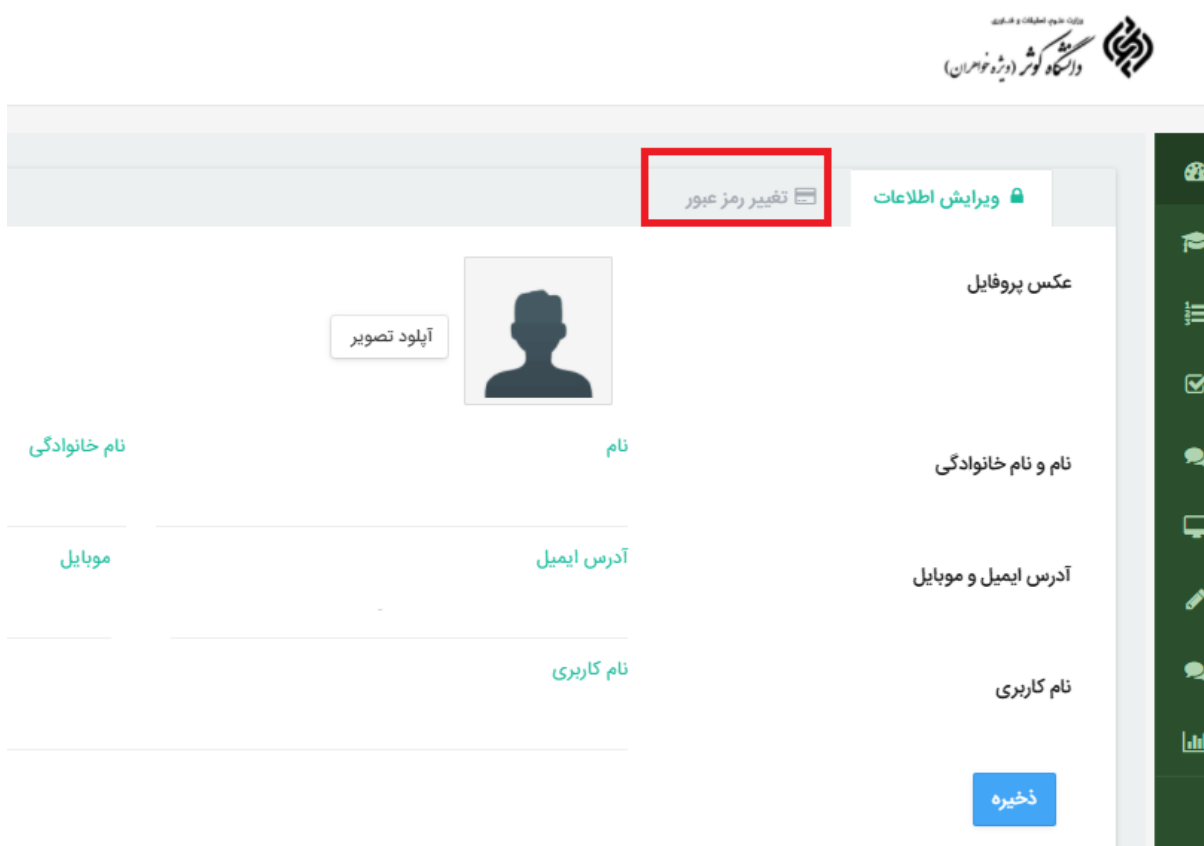 وزارت علوم، تحقیقات و فناوری
دانشگاه کوثر (ویژه خواهران)
ویرایش اطلاعات
تغییر رمز عبور
عکس پروفایل
آپلود تصویر
نام و نام خانوادگی
نام
نام خانوادگی
آدرس ایمیل و موبایل
آدرس ایمیل
موبایل
نام کاربری
نام کاربری
ذخیره